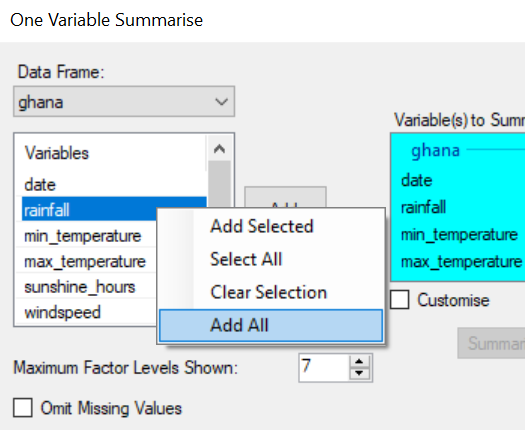 One Variable Summarise
Data Frame:
ghana
Variables
date
rainfall
min_temperature
max_temperature
sunshine_hours
windspeed
Add Selected
Select All
Clear Selection
Add All
Variable(s) to Summ
ghana
date
rainfall
min_temperature
max_temperature
Customise
Summar
Maximum Factor Levels Shown:
7
Omit Missing Values